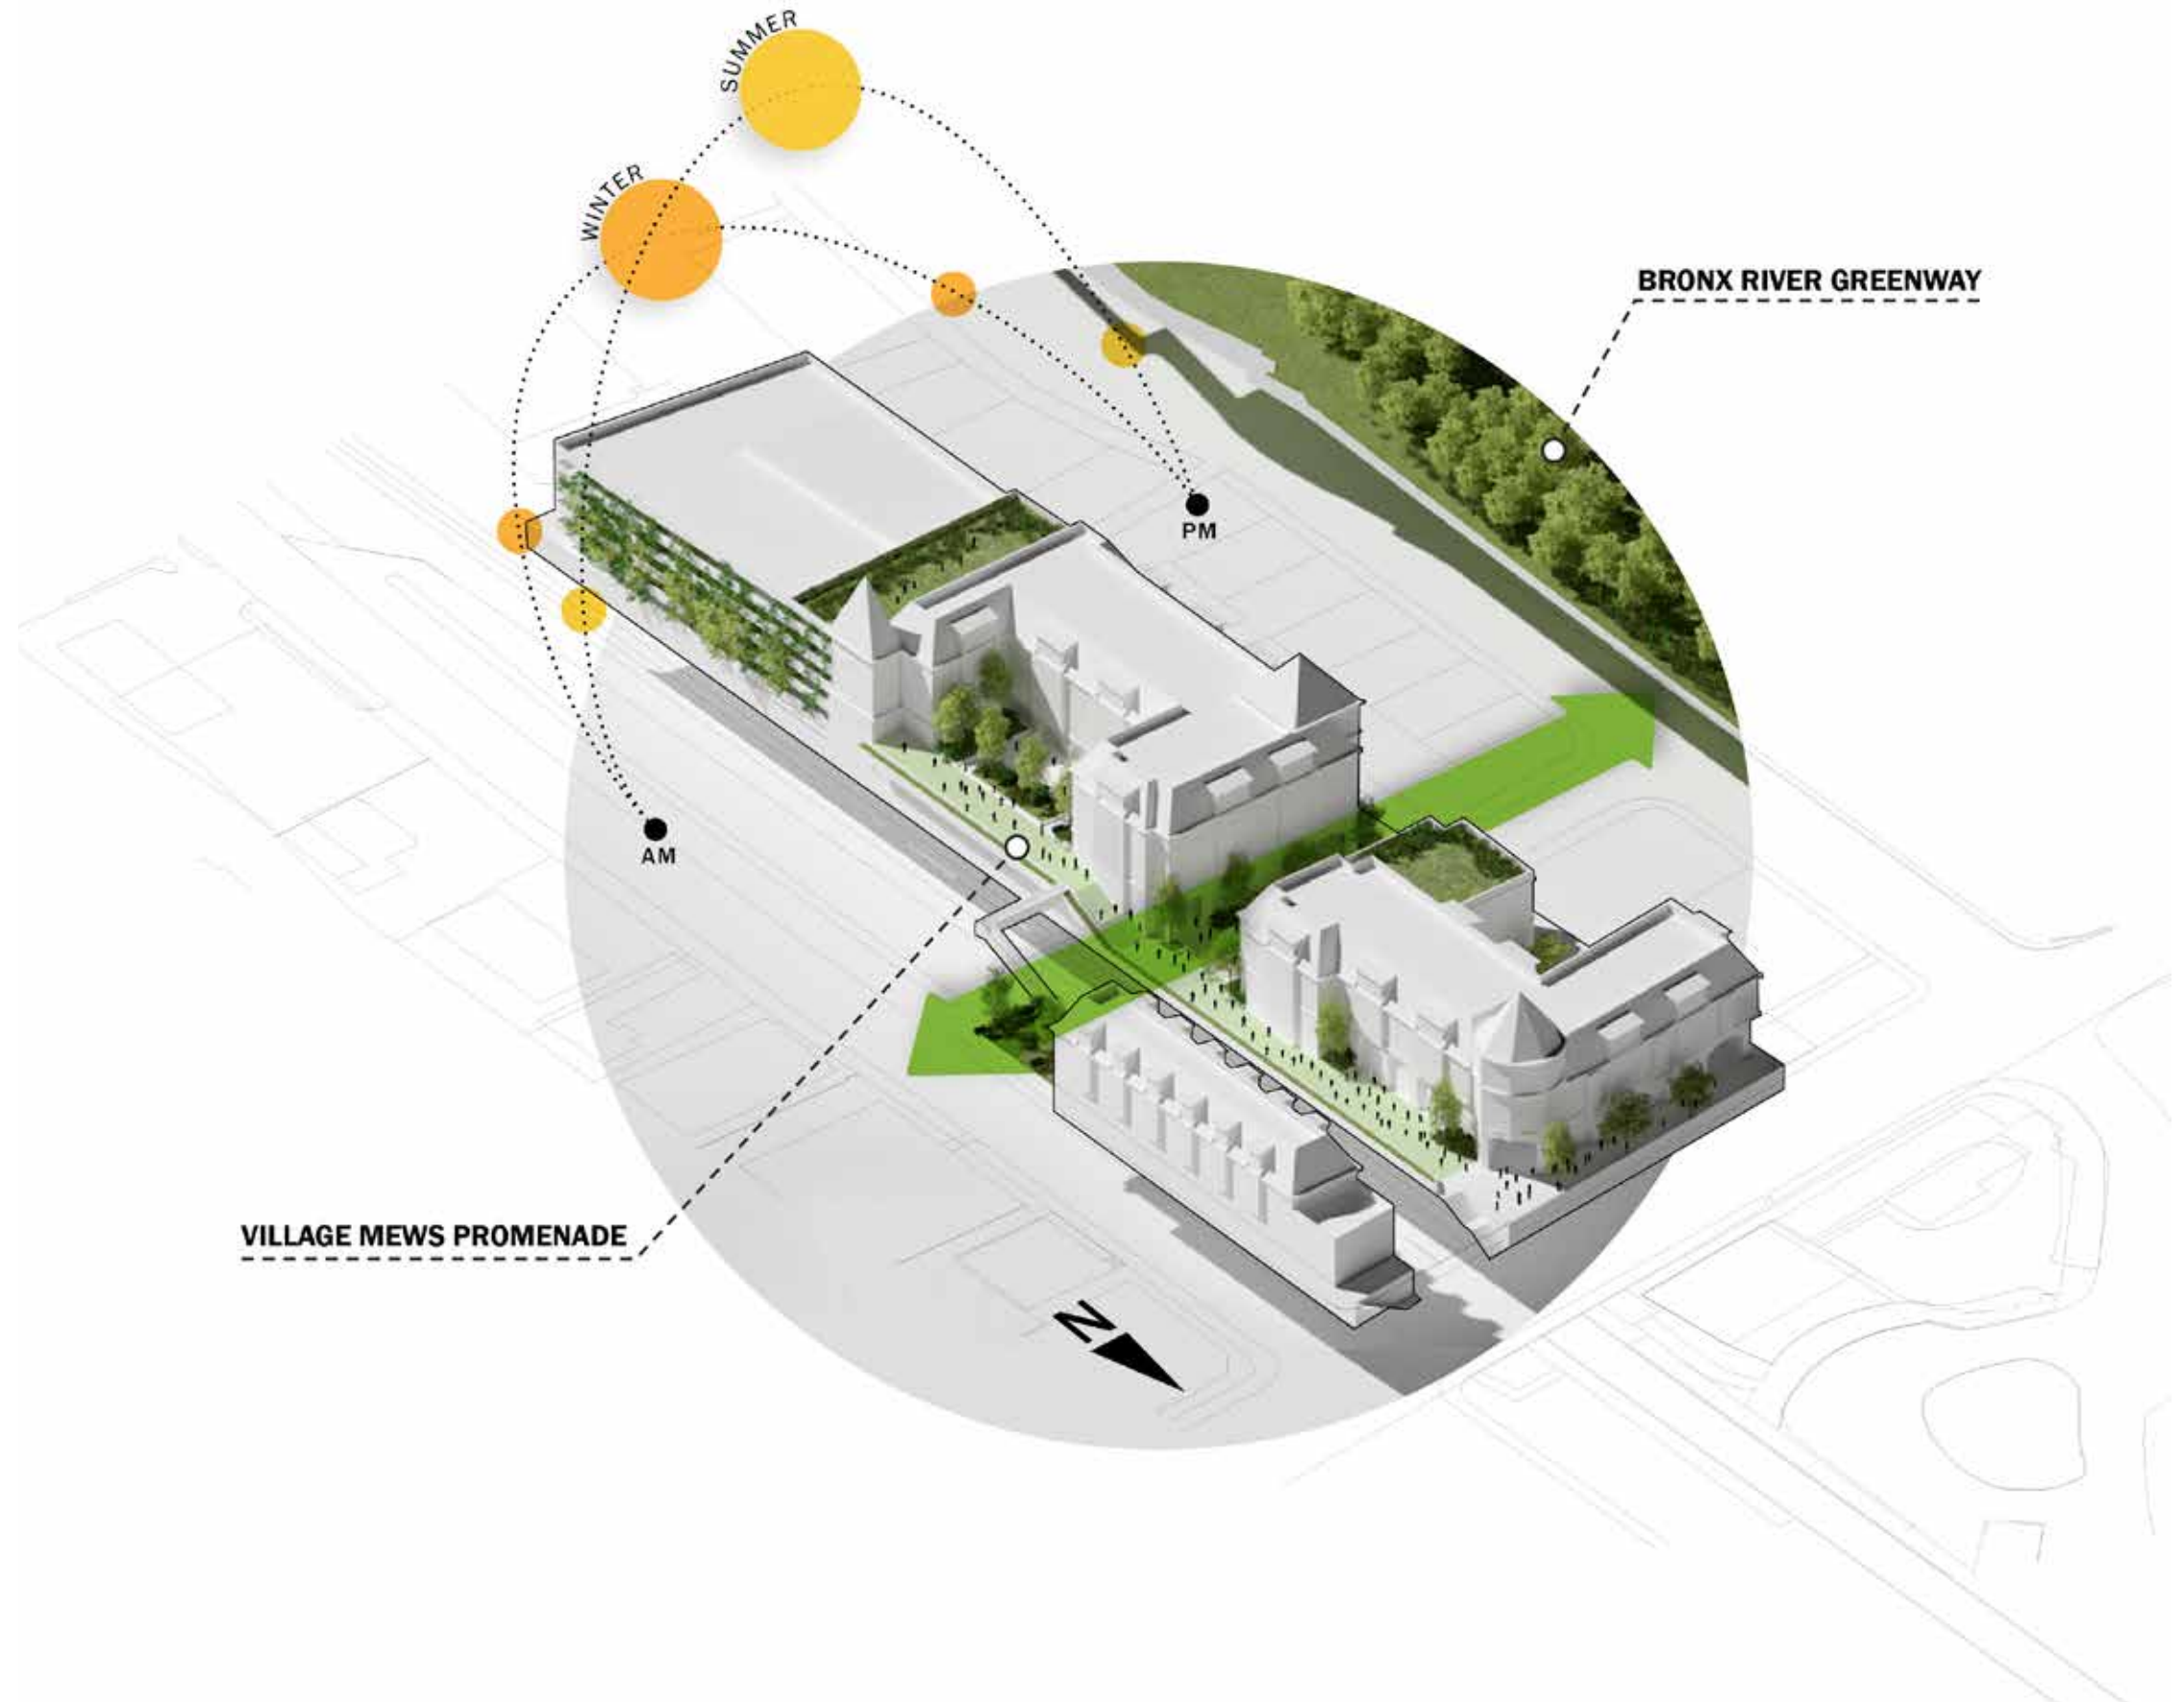 SUMMER
WINTER
BRONX RIVER GREENWAY
PM
AM
VILLAGE MEWS PROMENADE
N